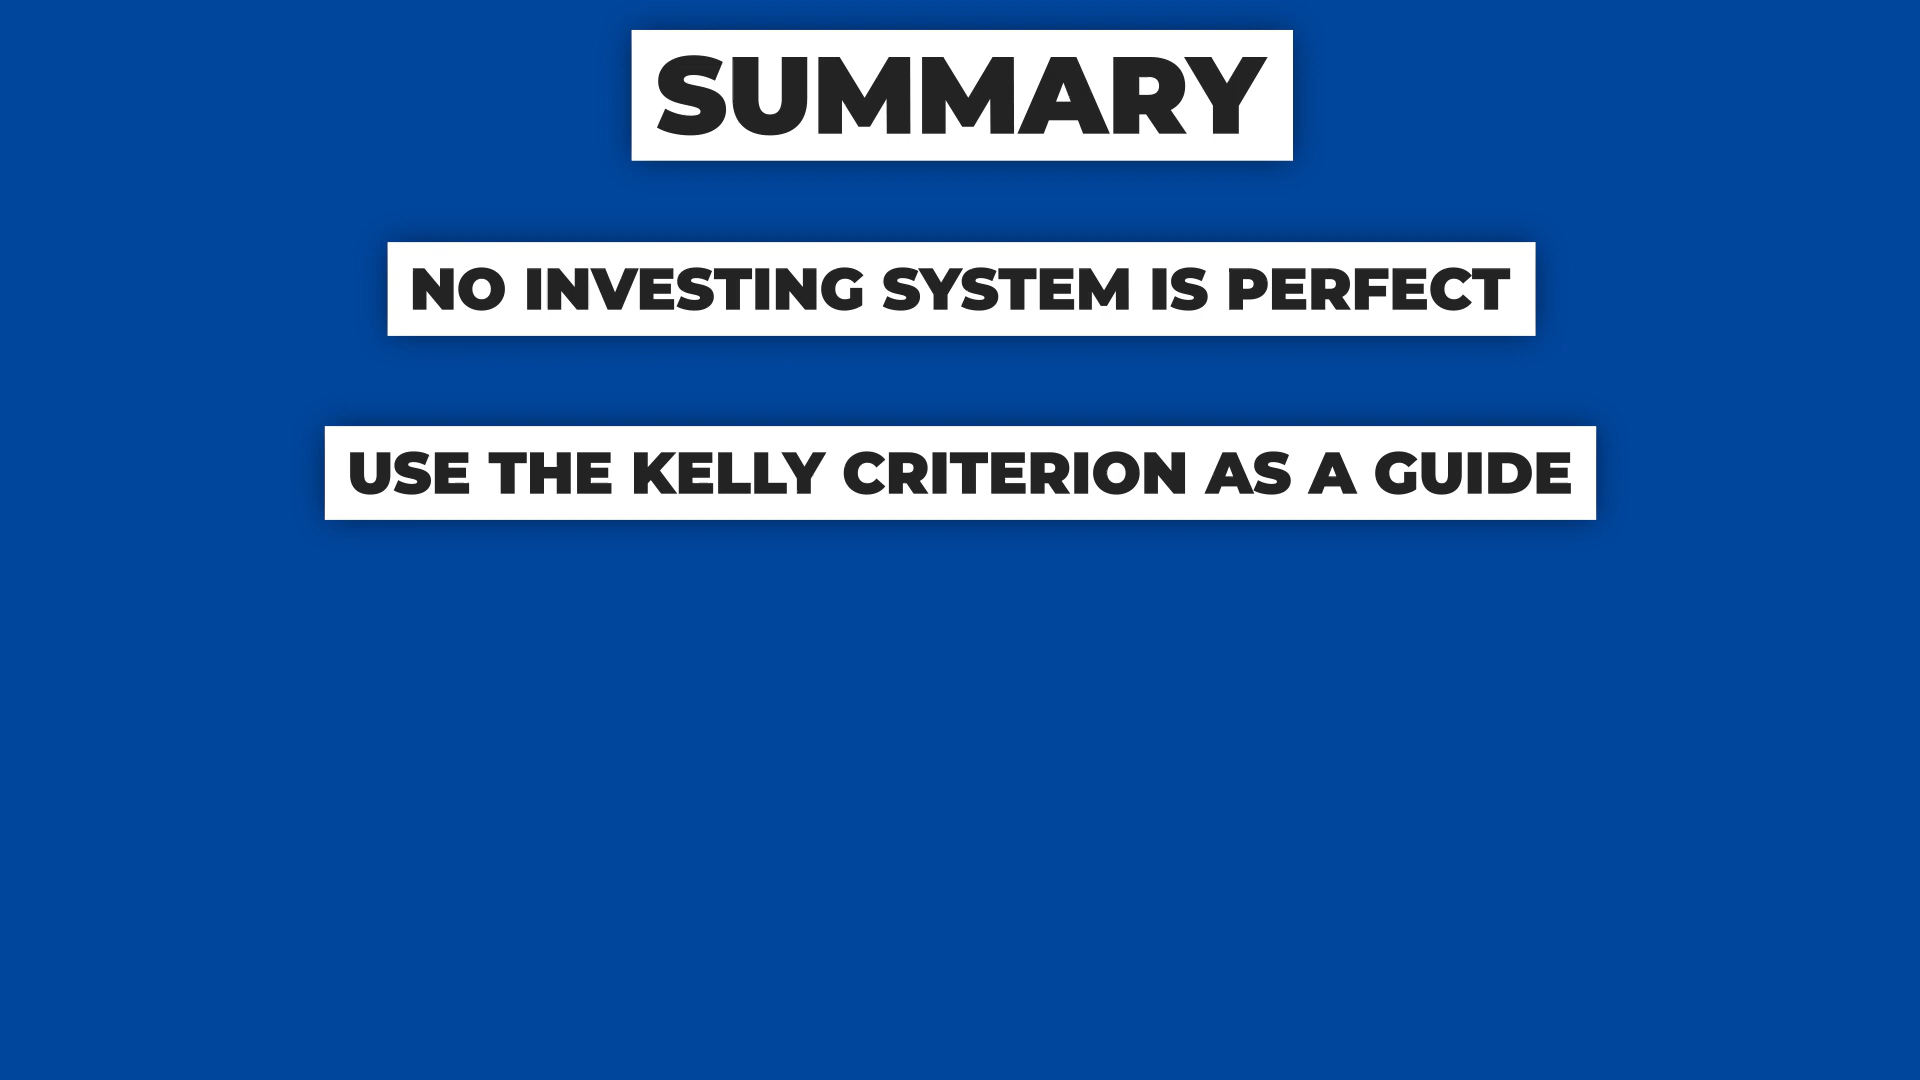 SUMMARY
NO INVESTING SYSTEM IS PERFECT
USE THE KELLY CRITERION AS A GUIDE